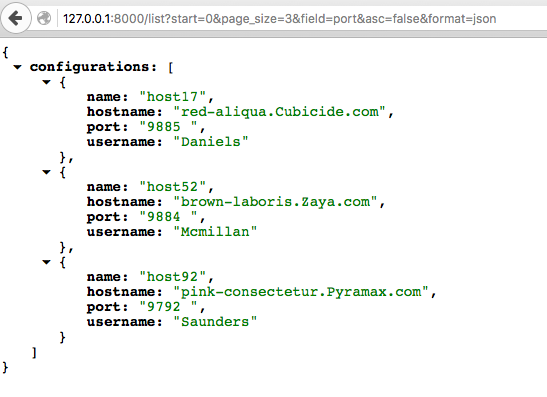 127.0.0.1:8000/list?start=0&page_size=3&field=port&asc=false&format=json
{
configurations: [
{
name: "host17",
hostname: "red-aliqua.Cubicide.com",
port: "9885 ",
username: "Daniels"
},
{
name: "host52",
hostname: "brown-laboris.Zaya.com",
port: "9884 ",
username: "Mcmillan"
},
{
name: "host92",
hostname: "pink-consectetur.Pyramax.com",
port: "9792 ",
username: "Saunders"
}
]
}